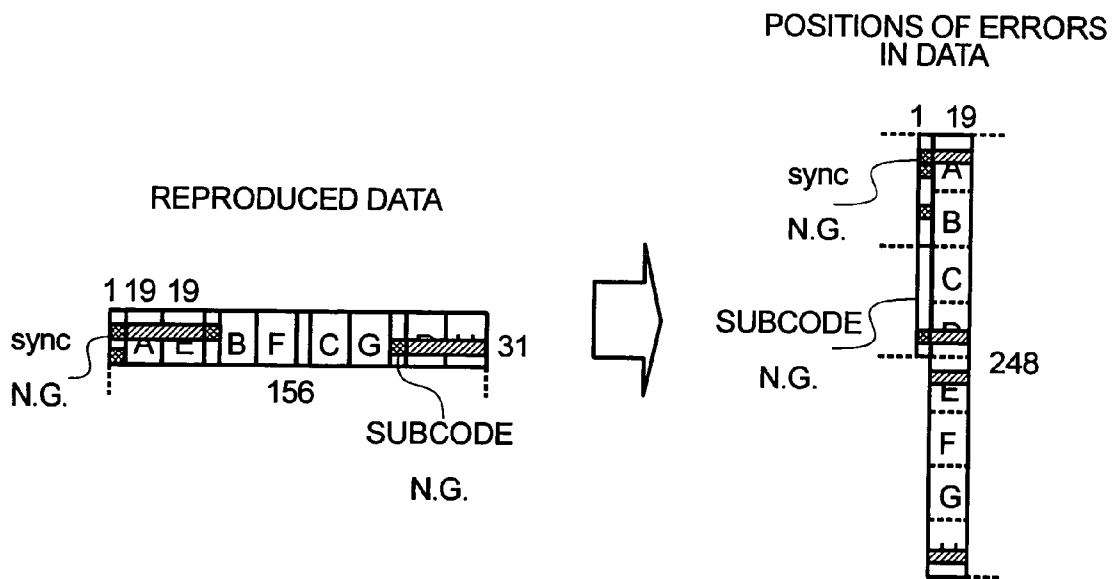 POSITIONS OF ERRORS
IN DATA
1 19
sync
N.G.
A
B
C
SUBCODE
N.G.
248
E
F
G
REPRODUCED DATA
1 19 19
sync
N.G.
A E B F C G
31
156
SUBCODE
N.G.